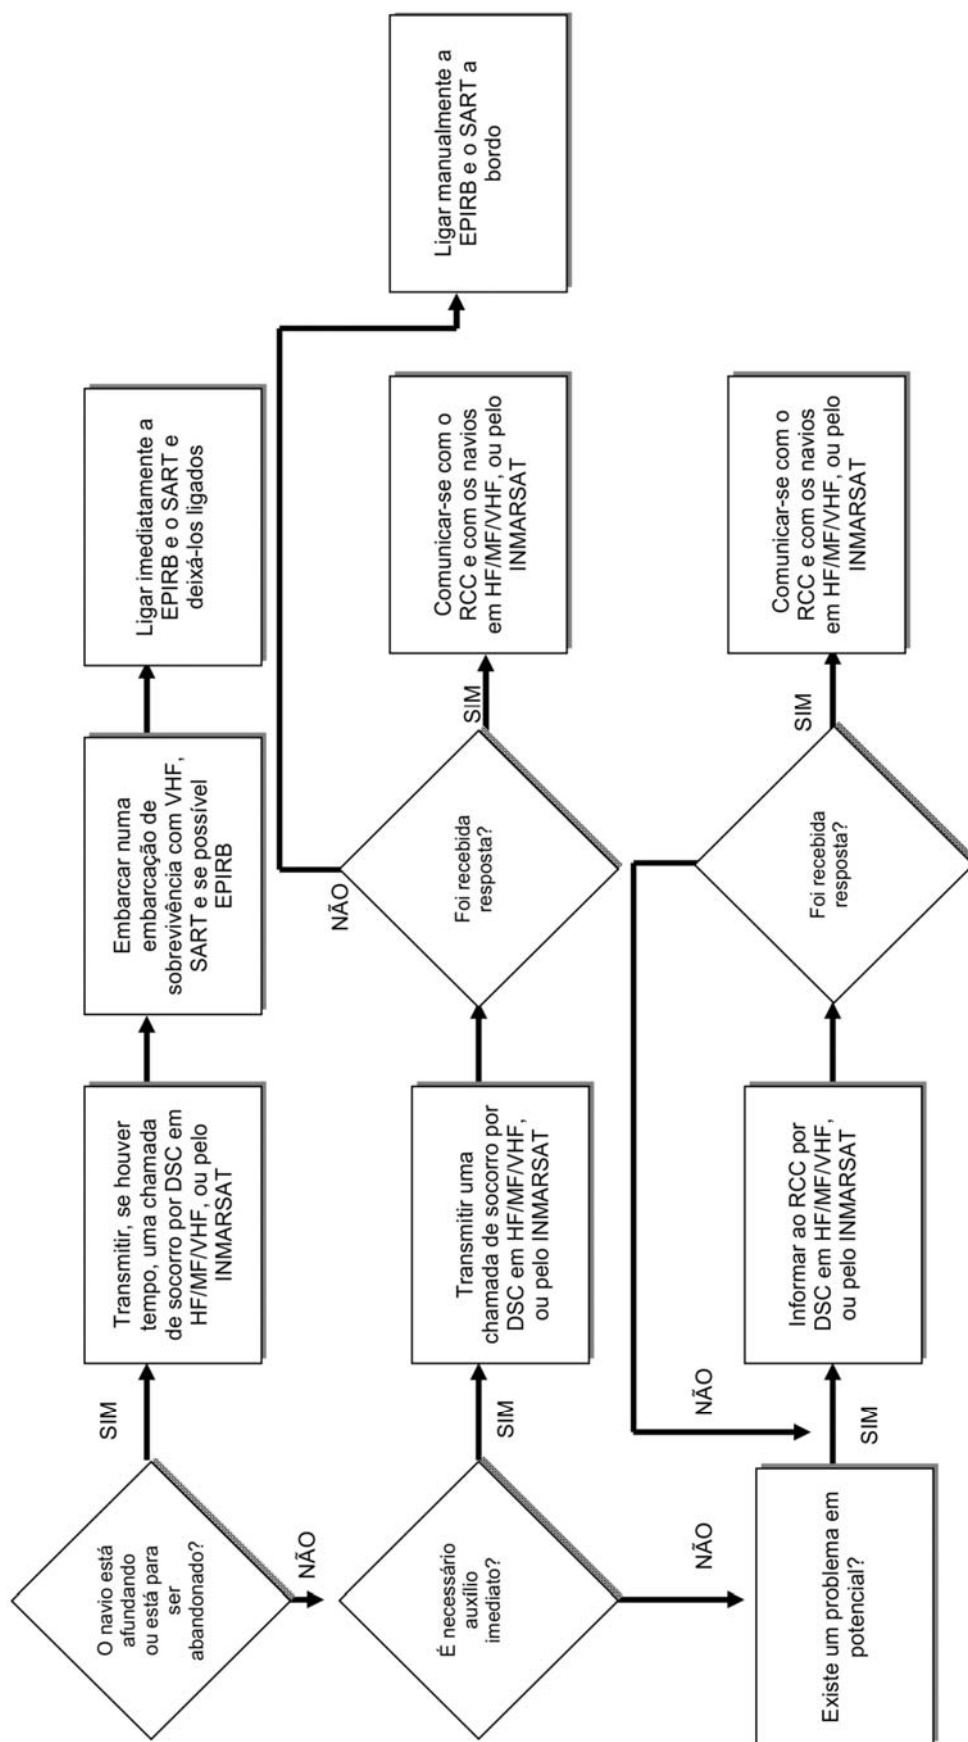 O navio está
afundando
ou está para
ser
abandonado?
SIM
Transmitir, se houver
tempo, uma chamada
de socorro por DSC em
HF/MF/VHF, ou pelo
INMARSAT
Embarcar numa
embarcação de
sobrevivência com VHF,
SART e se possível
EPIRB
Ligar imediatamente a
EPIRB e o SART e
deixá-los ligados
NÃO
É necessário
auxílio
imediato?
SIM
Transmitir uma
chamada de socorro por
DSC em HF/MF/VHF,
ou pelo INMARSAT
Foi recebida
resposta?
NÃO
SIM
Comunicar-se com o
RCC e com os navios
em HF/MF/VHF, ou pelo
INMARSAT
Ligar manualmente a
EPIRB e o SART a
bordo
NÃO
Existe um problema em
potencial?
SIM
Informar ao RCC por
DSC em HF/MF/VHF,
ou pelo INMARSAT
Foi recebida
resposta?
NÃO
SIM
Comunicar-se com o
RCC e com os navios
em HF/MF/VHF, ou pelo
INMARSAT